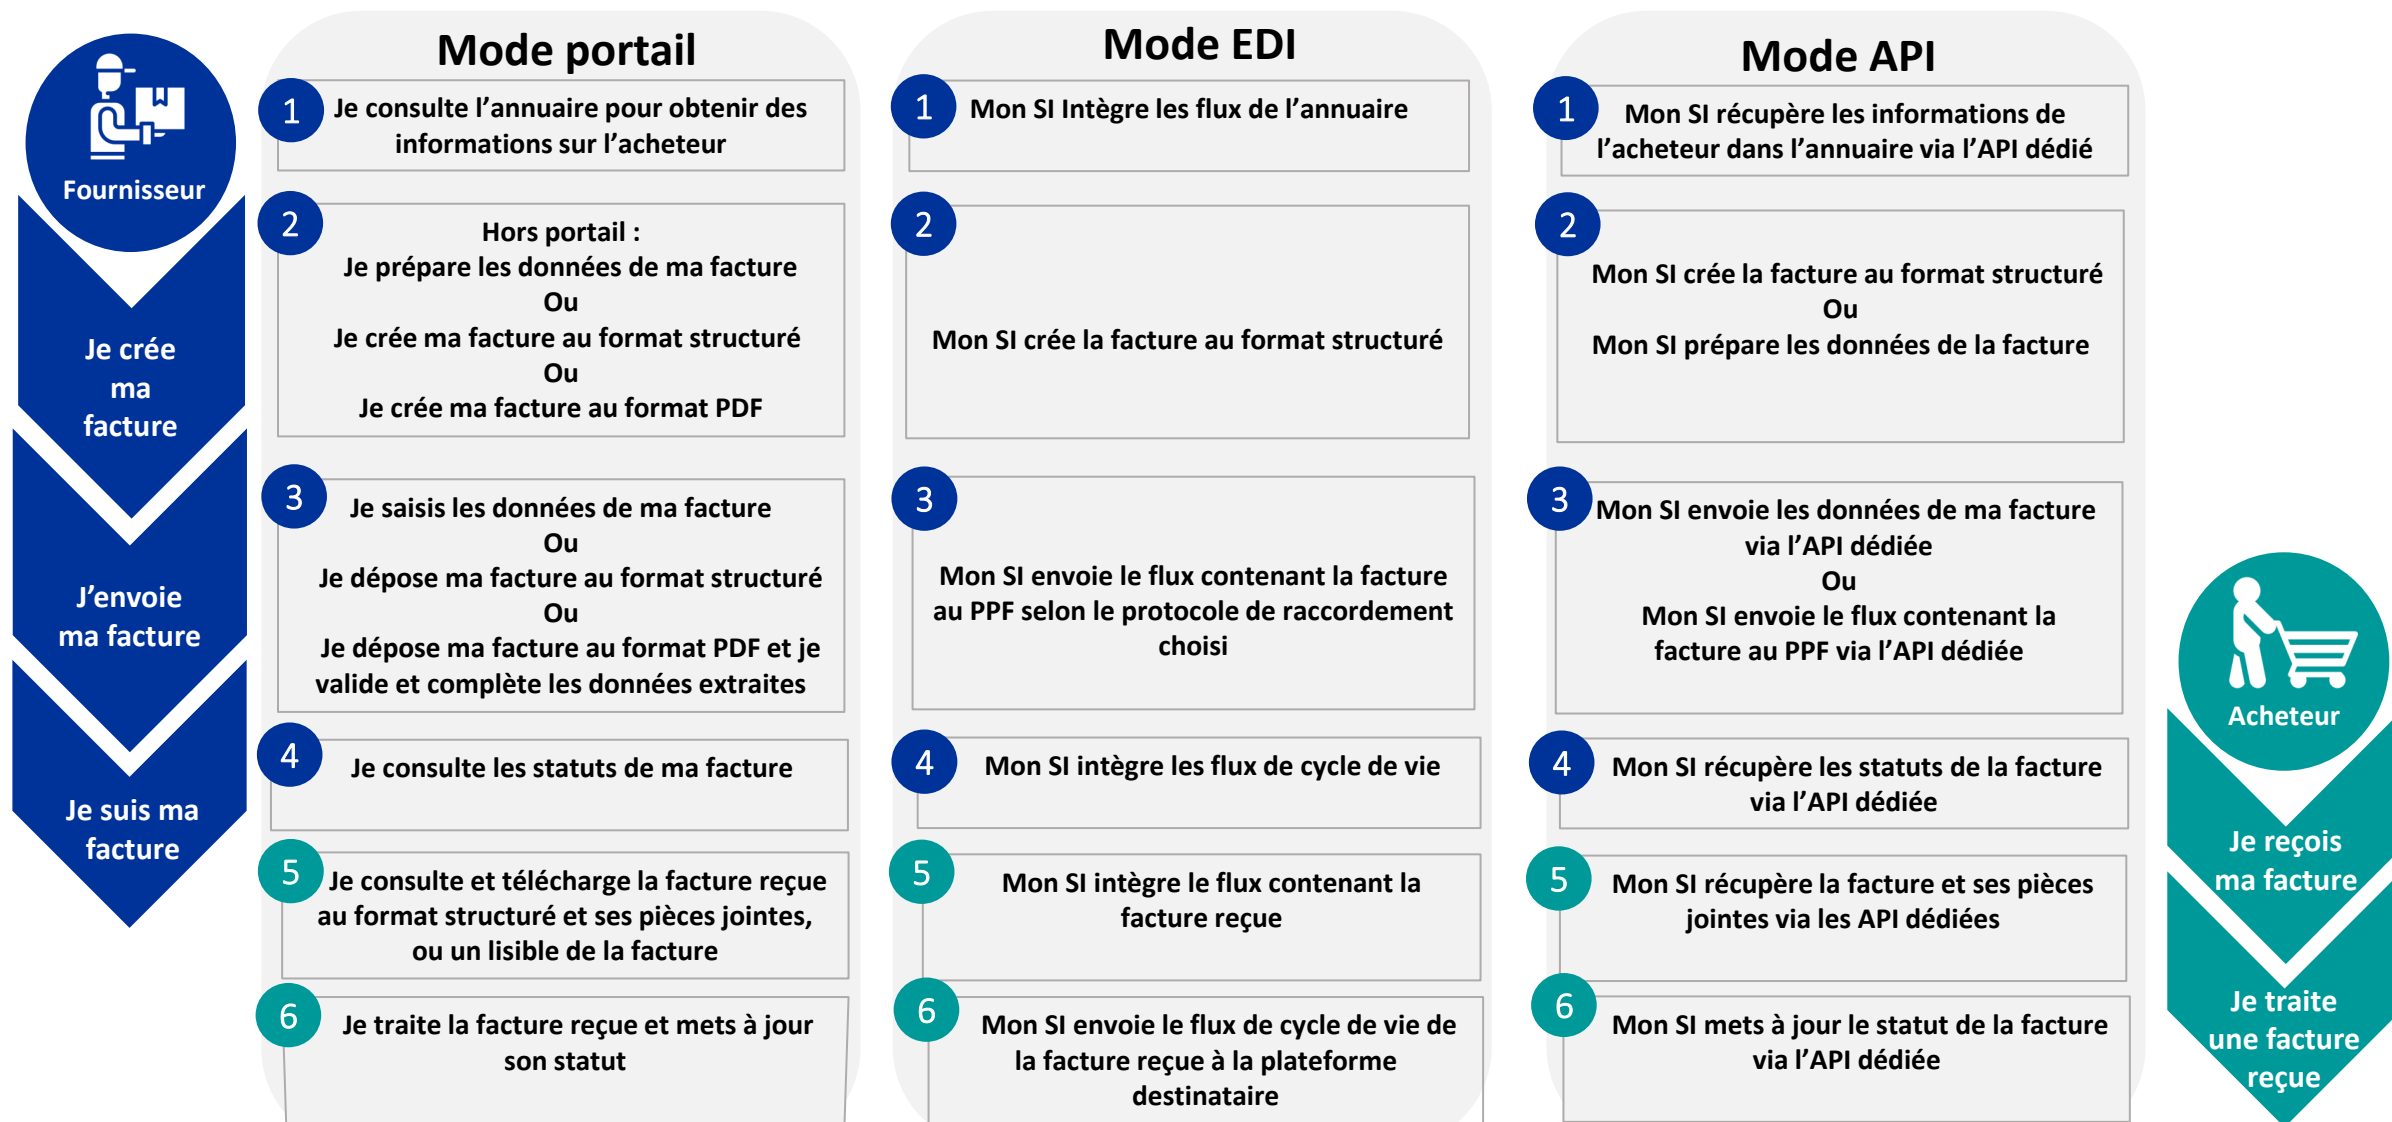 Fournisseur
Je crée
ma
facture
J’envoie
ma facture
Je suis ma
facture
Mode portail
1
Je consulte l’annuaire pour obtenir des
informations sur l’acheteur
2
Hors portail :
Je prépare les données de ma facture
Ou
Je crée ma facture au format structuré
Ou
Je crée ma facture au format PDF
3
Je saisis les données de ma facture
Ou
Je dépose ma facture au format structuré
Ou
Je dépose ma facture au format PDF et je
valide et complète les données extraites
4
Je consulte les statuts de ma facture
5
Je consulte et télécharge la facture reçue
au format structuré et ses pièces jointes,
ou un lisible de la facture
6
Je traite la facture reçue et mets à jour
son statut
Mode EDI
1
Mon SI Intègre les flux de l’annuaire
2
Mon SI crée la facture au format structuré
3
Mon SI envoie le flux contenant la facture
au PPF selon le protocole de raccordement
choisi
4
Mon SI intègre les flux de cycle de vie
5
Mon SI intègre le flux contenant la
facture reçue
6
Mon SI envoie le flux de cycle de vie de
la facture reçue à la plateforme
destinataire
Mode API
1
Mon SI récupère les informations de
l’acheteur dans l’annuaire via l’API dédié
2
Mon SI crée la facture au format structuré
Ou
Mon SI prépare les données de la facture
3
Mon SI envoie les données de ma facture
via l’API dédiée
Ou
Mon SI envoie le flux contenant la
facture au PPF via l’API dédiée
4
Mon SI récupère les statuts de la facture
via l’API dédiée
5
Mon SI récupère la facture et ses pièces
jointes via les API dédiées
6
Mon SI mets à jour le statut de la facture
via l’API dédiée
Acheteur
Je reçois
ma facture
Je traite
une facture
reçue